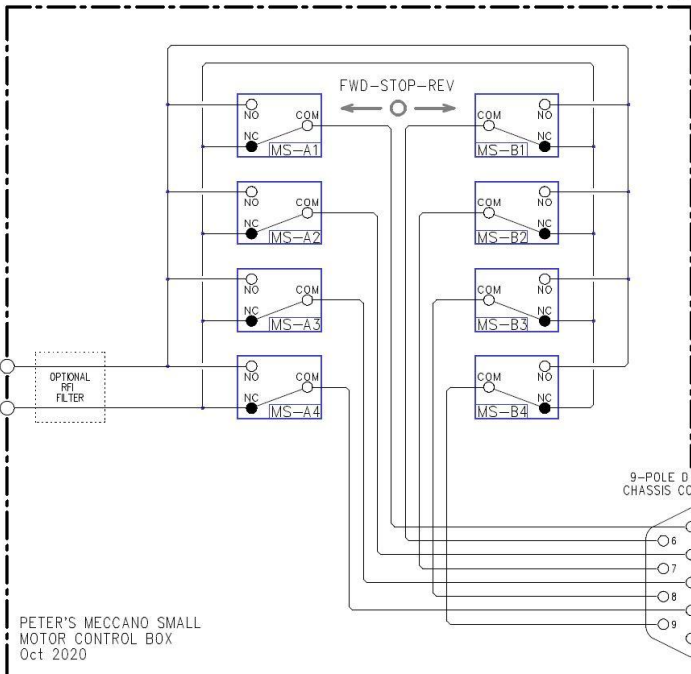 FWD-STOP-REV
NO
COM
NC
MS-A1
NO
COM
NC
MS-B1
NO
COM
NC
MS-A2
NO
COM
NC
MS-B2
NO
COM
NC
MS-A3
NO
COM
NC
MS-B3
OPTIONAL
RFI
FILTER
NO
COM
NC
MS-A4
NO
COM
NC
MS-B4
9-POLE D
CHASSIS CO
6
7
8
9
PETER'S MECCANO SMALL
MOTOR CONTROL BOX
Oct 2020